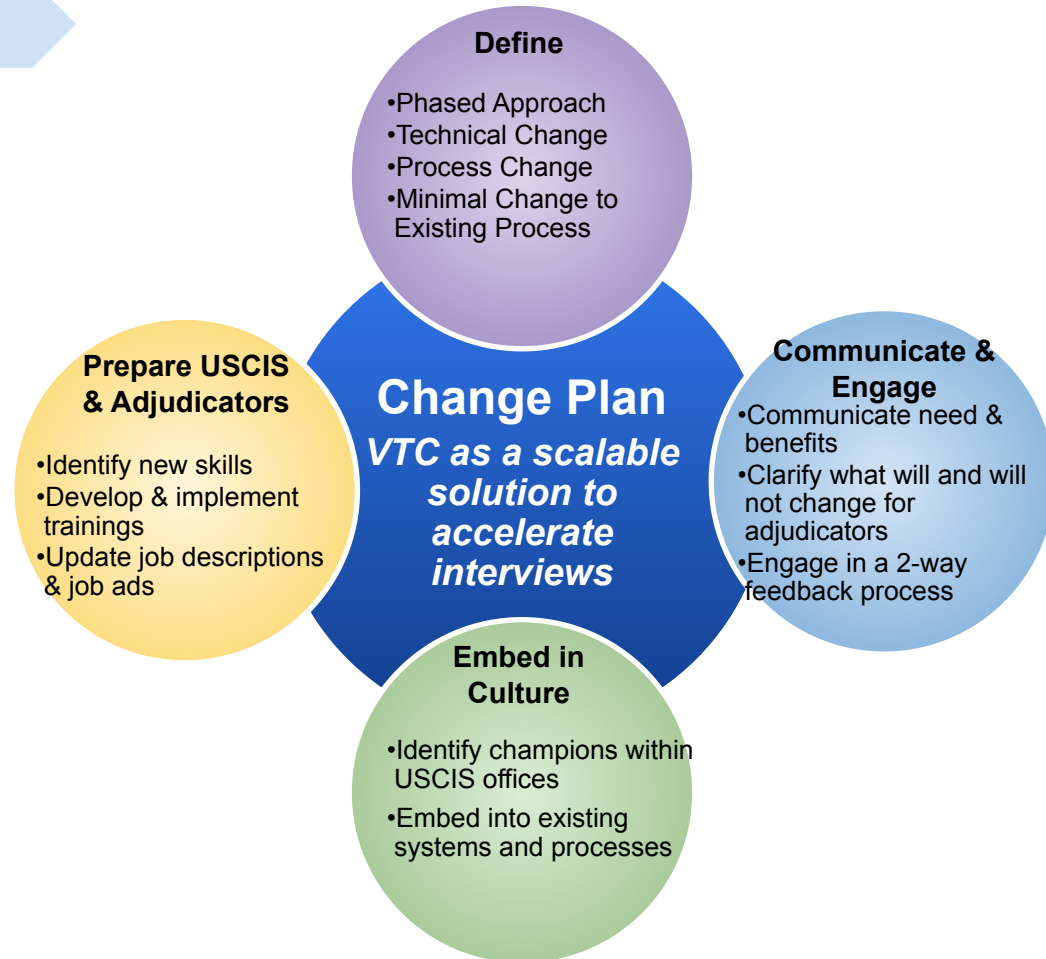 Define
•Phased Approach
•Technical Change
•Process Change
•Minimal Change to
Existing Process
Prepare USCIS
& Adjudicators
•Identify new skills
•Develop & implement
trainings
•Update job descriptions
& job ads
Change Plan
VTC as a scalable
solution to
accelerate
interviews
Communicate &
Engage
•Communicate need &
benefits
•Clarify what will and will
not change for
adjudicators
•Engage in a 2-way
feedback process
Embed in
Culture
•Identify champions within
USCIS offices
•Embed into existing
systems and processes